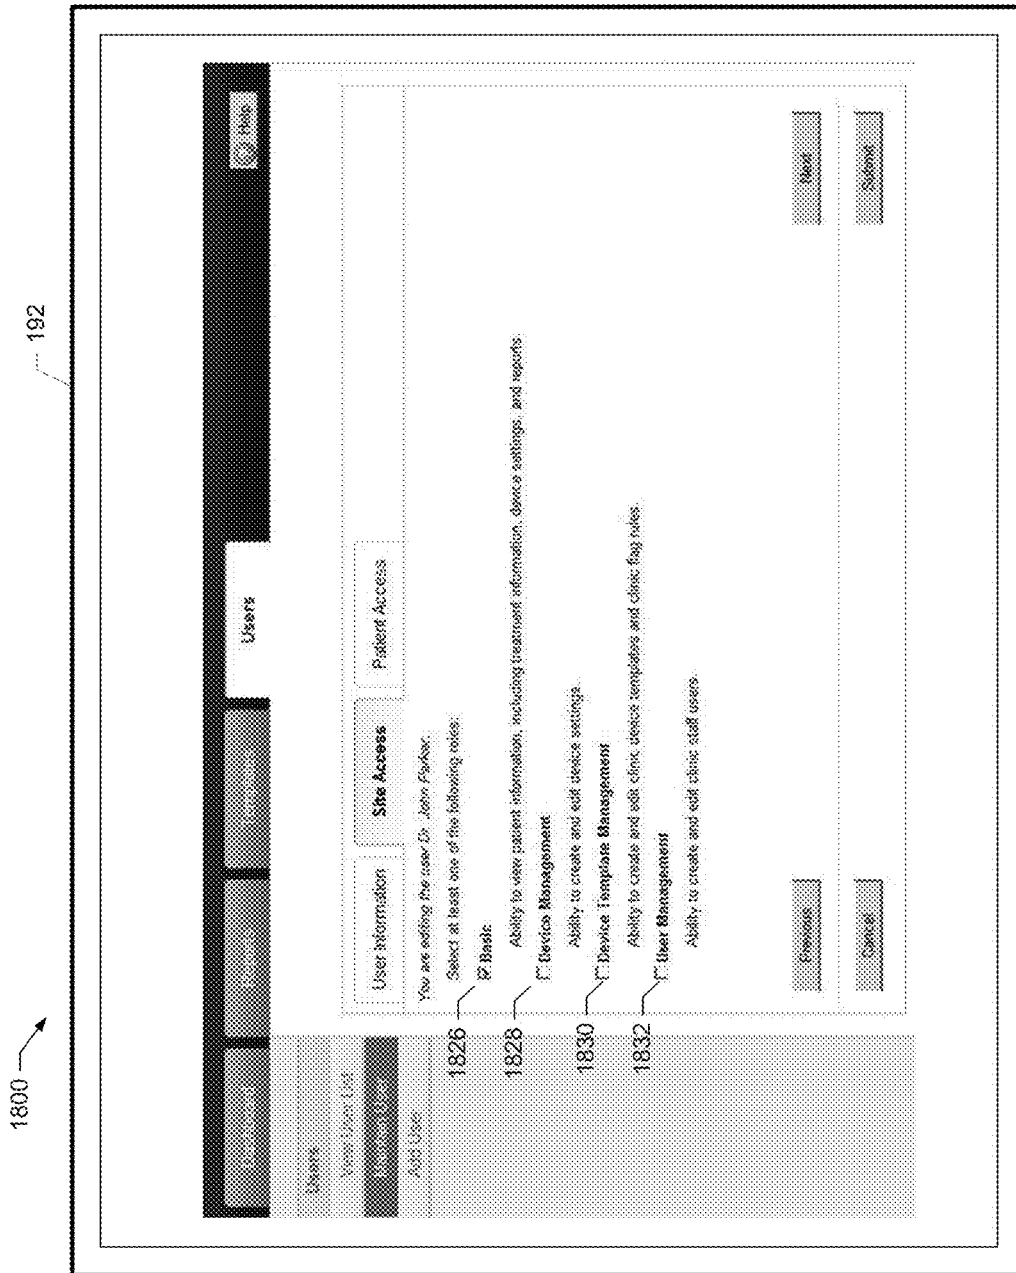 1800
192
Users
Help
Users
View User List
Add User
User Information
Site Access
Patient Access
You are editing the user Dr. John Parker.
Select at least one of the following roles:
1826
Basic
Ability to view patient information, including treatment information, device settings, and reports.
1828
Device Management
Ability to create and edit device settings.
1830
Device Template Management
Ability to create and edit clinic device templates and clinic flag rules.
1832
User Management
Ability to create and edit clinic staff users.
Previous
Next
Cancel
Submit